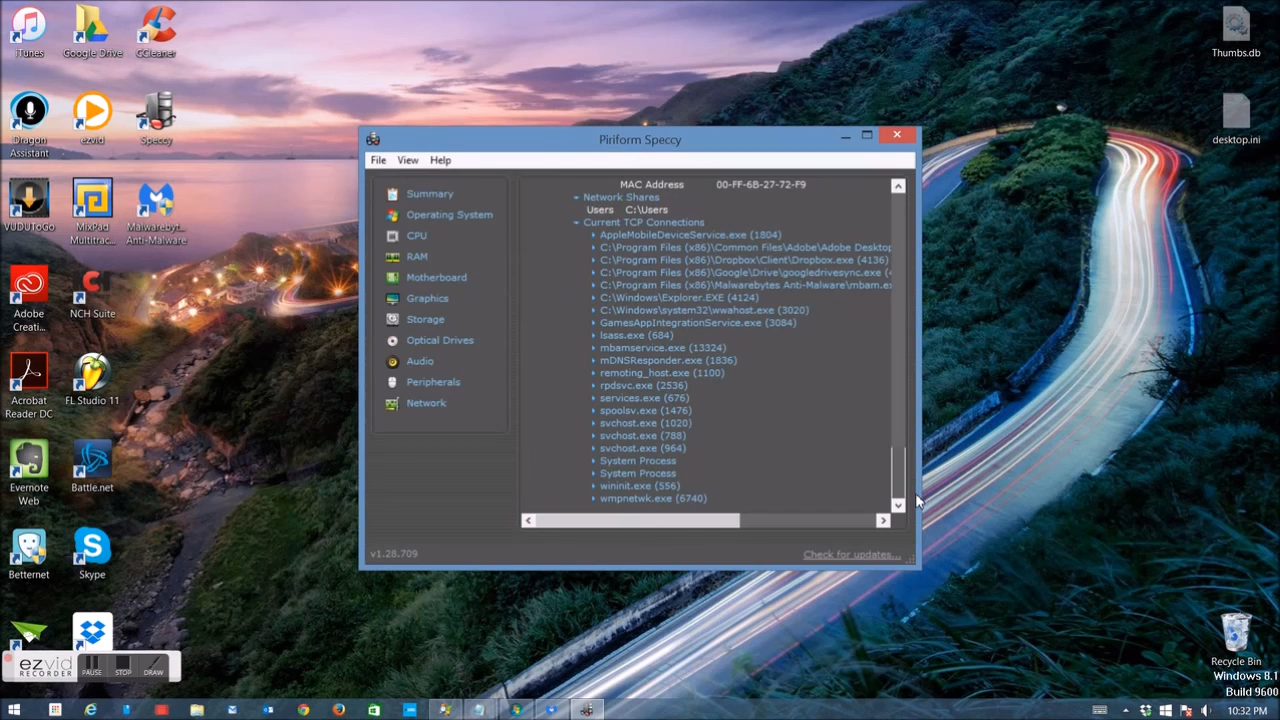 iTunes
Google Drive
CCleaner
Thumbs.db
Dragon
Assistant
ezvid
Speccy
desktop.ini
VUDUToGo
MixPad
Multitrac...
Malwareby...
Anti-Malware
Adobe
Creati...
NCH Suite
Acrobat
Reader DC
FL Studio 11
Evernote
Web
Battle.net
Betternet
Skype
ezvid
RECORDER
PAUSE
STOP
DRAW
Piriform Speccy
File View Help
Summary
Operating System
CPU
RAM
Motherboard
Graphics
Storage
Optical Drives
Audio
Peripherals
Network
MAC Address 00-FF-6B-27-72-F9
Network Shares
Users C:\Users
Current TCP Connections
AppleMobileDeviceService.exe (1804)
C:\Program Files (x86)\Common Files\Adobe\Adobe Desktop
C:\Program Files (x86)\Dropbox\Client\Dropbox.exe (4136)
C:\Program Files (x86)\Google\Drive\googledrivesync.exe (4
C:\Program Files (x86)\Malwarebytes Anti-Malware\mbam.ex
C:\Windows\Explorer.EXE (4124)
C:\Windows\system32\wwahost.exe (3020)
GamesAppIntegrationService.exe (3084)
lsass.exe (684)
mbamservice.exe (13324)
mDNSResponder.exe (1836)
remoting_host.exe (1100)
rpdsvc.exe (2536)
services.exe (676)
spoolsv.exe (1476)
svchost.exe (1020)
svchost.exe (788)
svchost.exe (964)
System Process
System Process
wininit.exe (556)
wmpnetwk.exe (6740)
v1.28.709
Check for updates...
Recycle Bin
Windows 8.1
Build 9600
10:32 PM